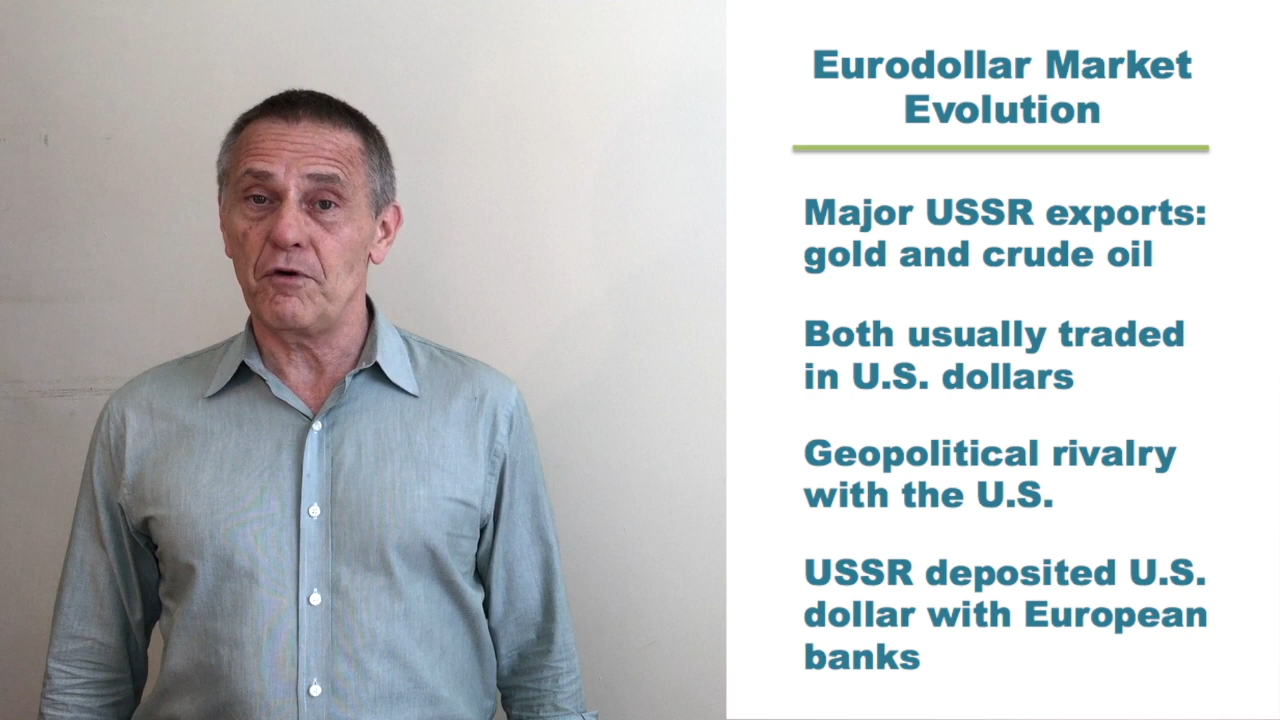 Eurodollar Market
Evolution
Major USSR exports:
gold and crude oil
Both usually traded
in U.S. dollars
Geopolitical rivalry
with the U.S.
USSR deposited U.S.
dollar with European
banks